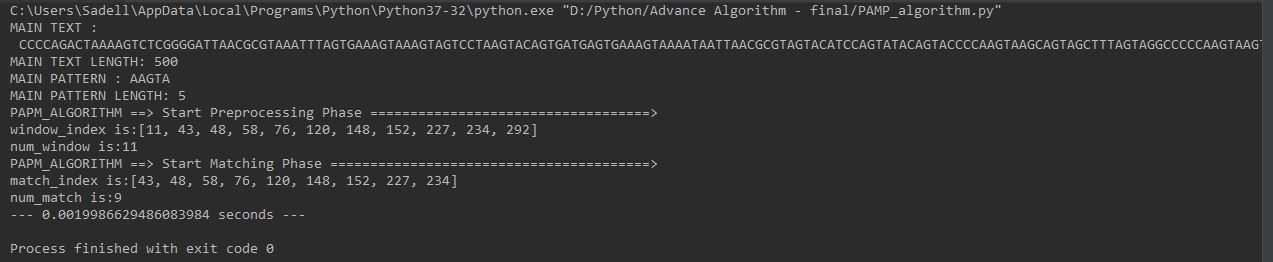 C:\Users\Sadell\AppData\Local\Programs\Python\Python37-32\python.exe "D:/Python/Advance Algorithm - final/PAMP_algorithm.py"
MAIN TEXT :
CCCCAGACTAAAAGTCTCGGGGATTAACGCGTAAATTTAGTGAAAGTAAAGTAGTCCTAAGTACAGTGATGAGTGAAAGTAAAATAATTAACGCGTAGTACATCCAGTATACAGTACCCCAAGTAAGCAGTAGCTTTAGTAGGCCCCCAAGTAAGT
MAIN TEXT LENGTH: 500
MAIN PATTERN : AAGTA
MAIN PATTERN LENGTH: 5
PAPM_ALGORITHM ==> Start Preprocessing Phase ===================================>
window_index is:[11, 43, 48, 58, 76, 120, 148, 152, 227, 234, 292]
num_window is:11
PAPM_ALGORITHM ==> Start Matching Phase ========================================>
match_index is:[43, 48, 58, 76, 120, 148, 152, 227, 234]
num_match is:9
--- 0.0019986629486083984 seconds ---
Process finished with exit code 0